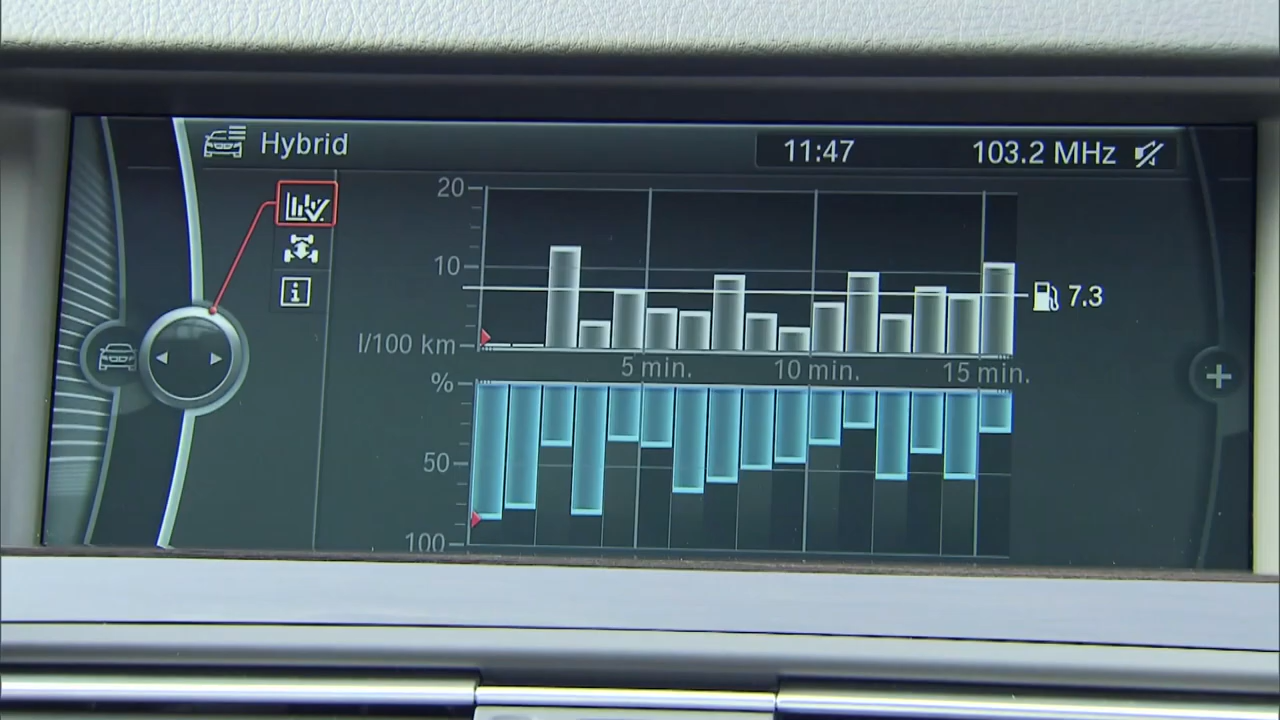 Hybrid
11:47
103.2 MHz
20
10
7.3
l/100 km
5 min.
10 min.
15 min.
%
50
100